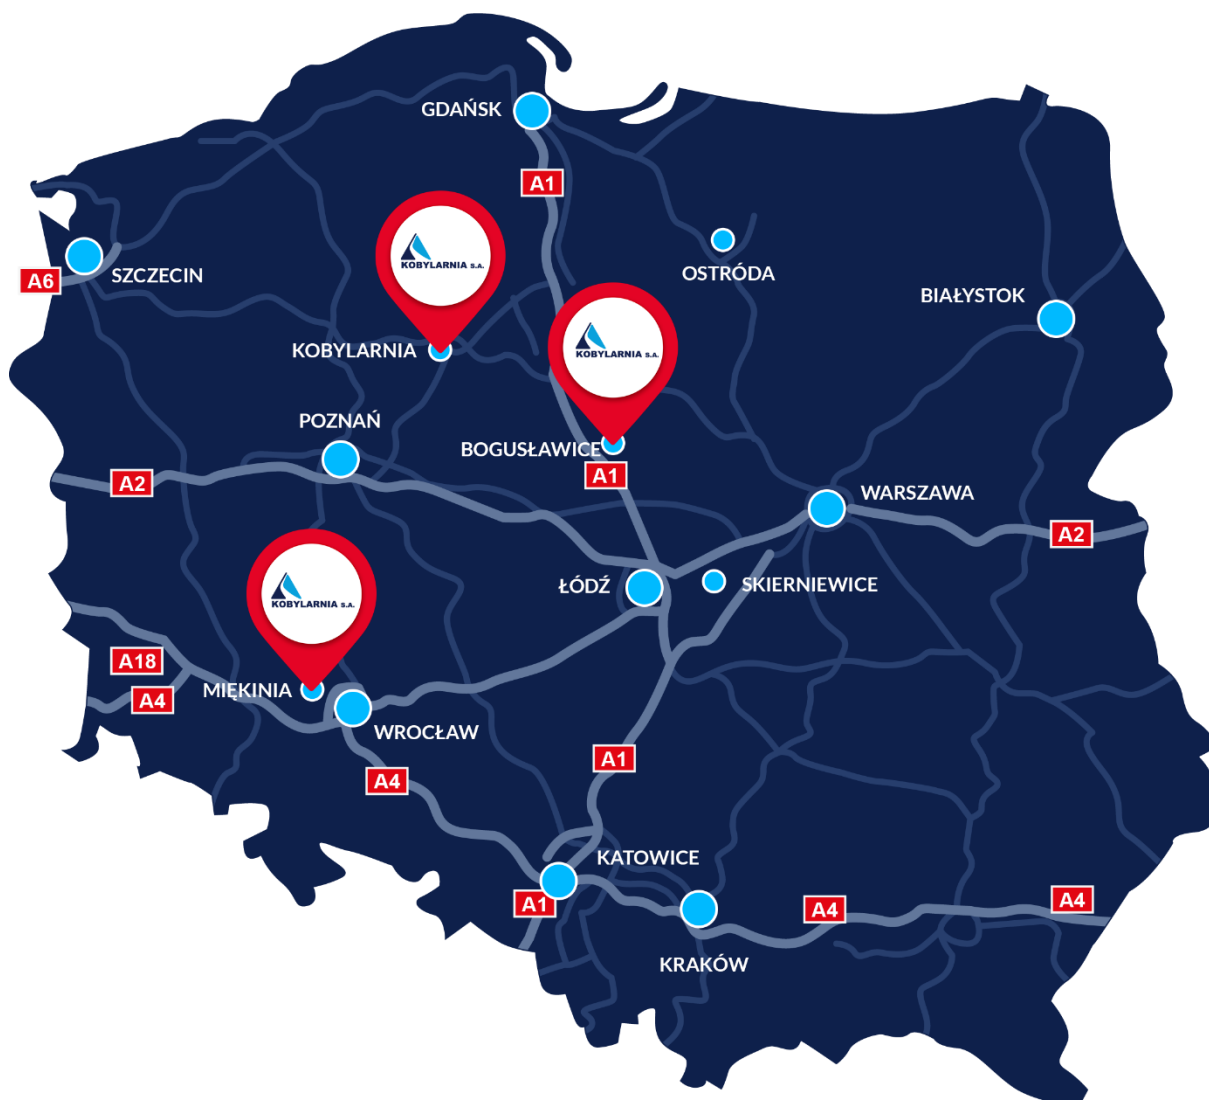 GDAŃSK
A1
KOBYLARNIA S.A.
OSTRÓDA
SZCZECIN
A6
BIAŁYSTOK
KOBYLARNIA
KOBYLARNIA S.A.
POZNAŃ
BOGUSŁAWICE
A1
A2
WARSZAWA
A2
ŁÓDŹ
SKIERNIEWICE
KOBYLARNIA S.A.
A18
MIĘKINIA
A4
WROCŁAW
A1
A4
KATOWICE
A1
A4
A4
KRAKÓW